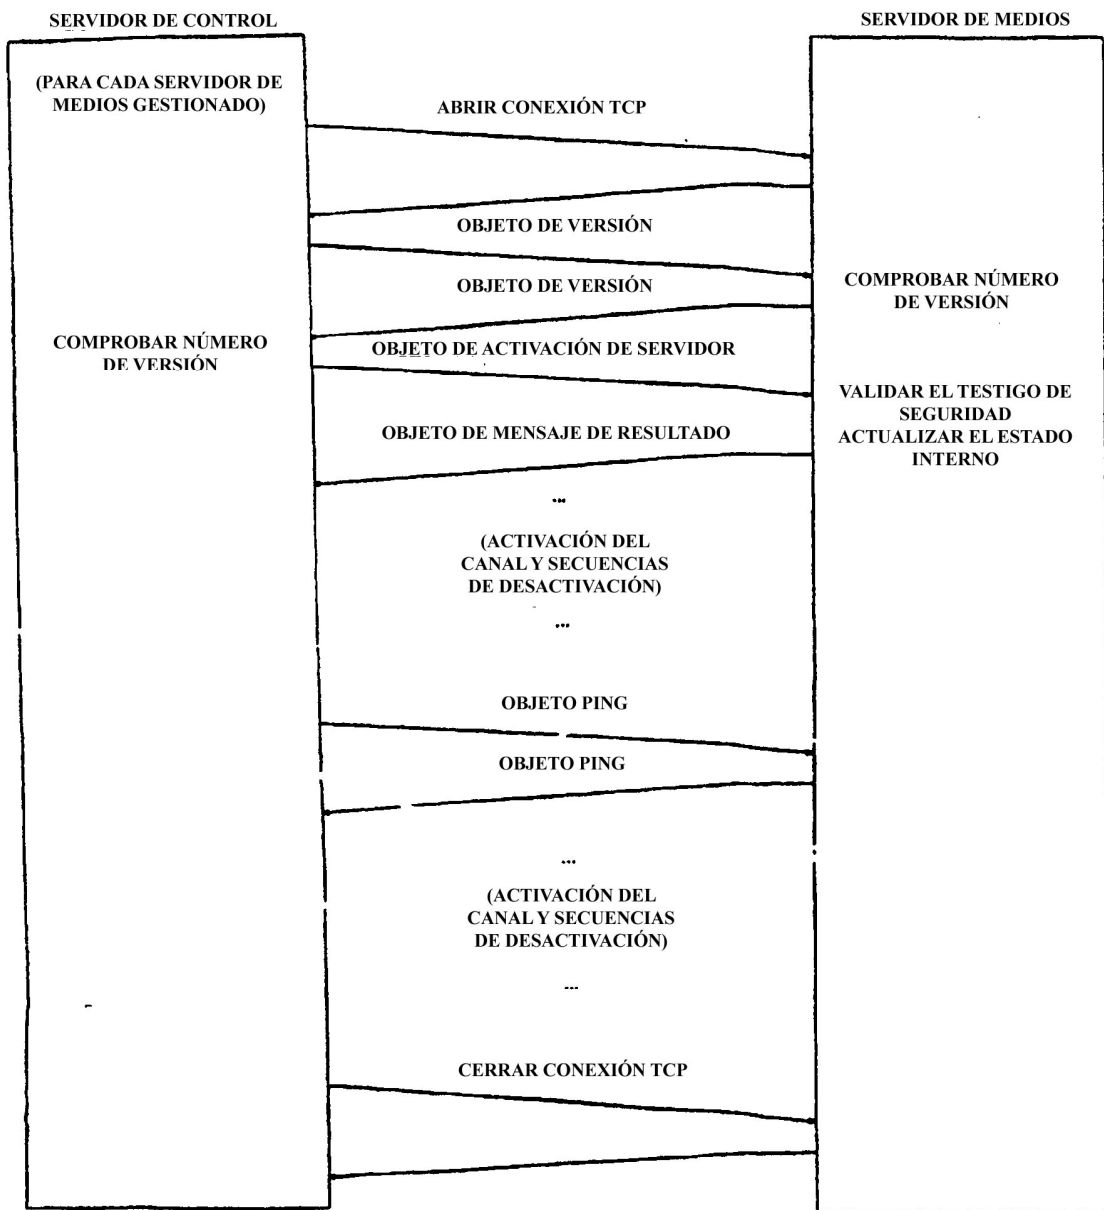 SERVIDOR DE CONTROL
SERVIDOR DE MEDIOS
(PARA CADA SERVIDOR DE
MEDIOS GESTIONADO)
ABRIR CONEXIÓN TCP
OBJETO DE VERSIÓN
OBJETO DE VERSIÓN
COMPROBAR NÚMERO
DE VERSIÓN
COMPROBAR NÚMERO
DE VERSIÓN
OBJETO DE ACTIVACIÓN DE SERVIDOR
VALIDAR EL TESTIGO DE
SEGURIDAD
ACTUALIZAR EL ESTADO
INTERNO
OBJETO DE MENSAJE DE RESULTADO
...
(ACTIVACIÓN DEL
CANAL Y SECUENCIAS
DE DESACTIVACIÓN)
...
OBJETO PING
OBJETO PING
...
(ACTIVACIÓN DEL
CANAL Y SECUENCIAS
DE DESACTIVACIÓN)
...
CERRAR CONEXIÓN TCP